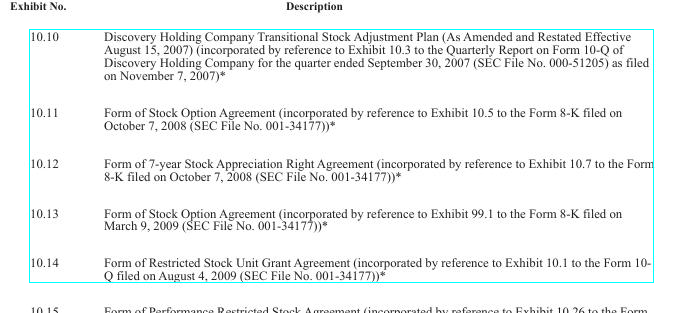 Exhibit No. Description
10.10 Discovery Holding Company Transitional Stock Adjustment Plan (As Amended and Restated Effective
August 15, 2007) (incorporated by reference to Exhibit 10.3 to the Quarterly Report on Form 10-Q of
Discovery Holding Company for the quarter ended September 30, 2007 (SEC File No. 000-51205) as filed
on November 7, 2007)*
10.11 Form of Stock Option Agreement (incorporated by reference to Exhibit 10.5 to the Form 8-K filed on
October 7, 2008 (SEC File No. 001-34177))*
10.12 Form of 7-year Stock Appreciation Right Agreement (incorporated by reference to Exhibit 10.7 to the Form
8-K filed on October 7, 2008 (SEC File No. 001-34177))*
10.13 Form of Stock Option Agreement (incorporated by reference to Exhibit 99.1 to the Form 8-K filed on
March 9, 2009 (SEC File No. 001-34177))*
10.14 Form of Restricted Stock Unit Grant Agreement (incorporated by reference to Exhibit 10.1 to the Form 10-
Q filed on August 4, 2009 (SEC File No. 001-34177))*
10.15 Form of Performance Restricted Stock Agreement (incorporated by reference to Exhibit 10.26 to the Form